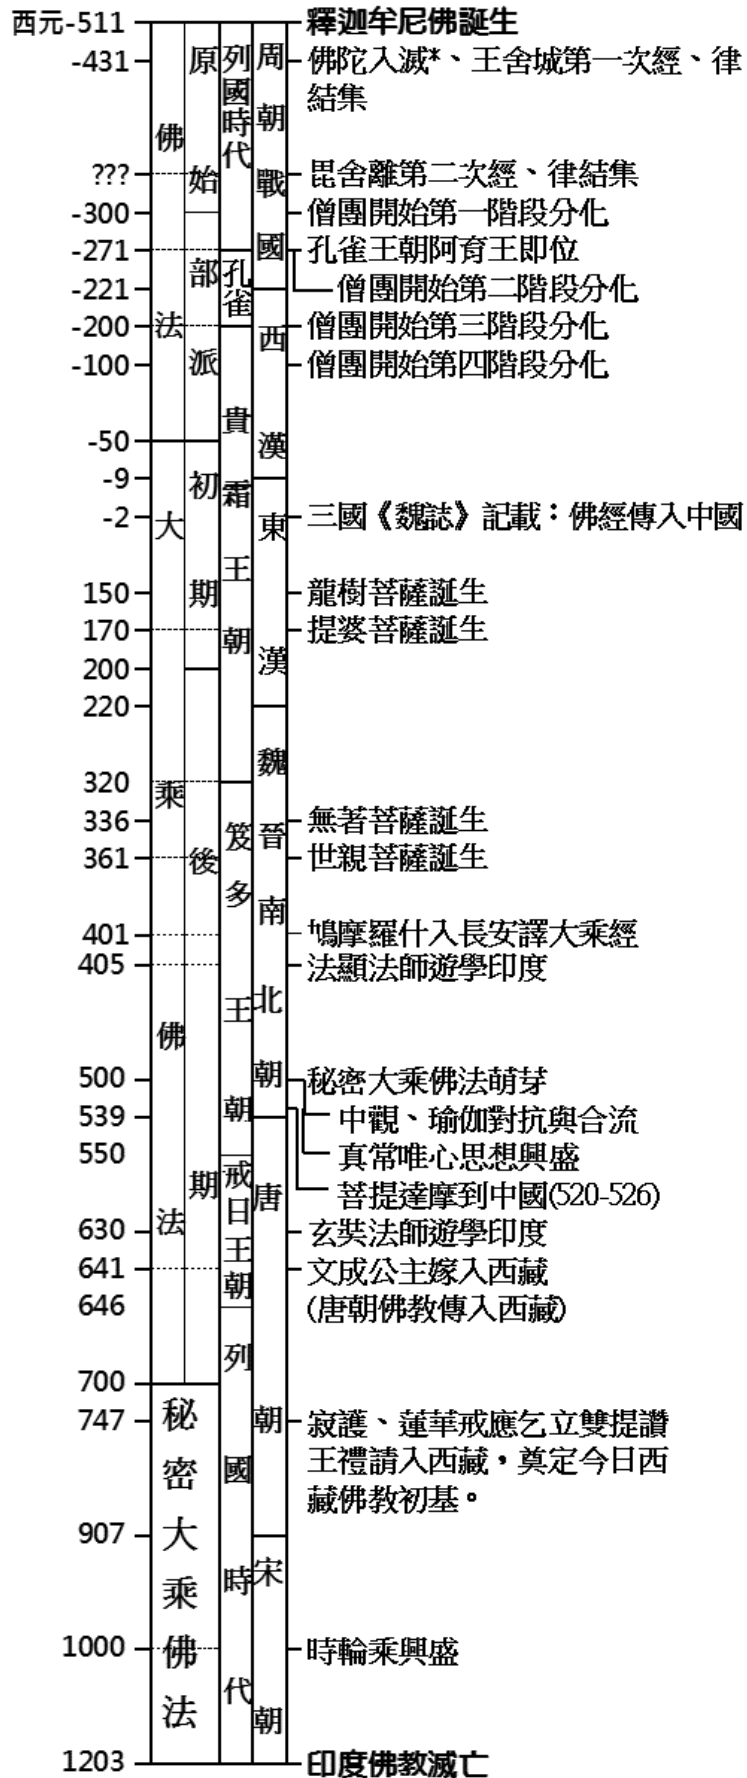 西元-511 釋迦牟尼佛誕生
-431 佛陀入滅*、王舍城第一次經、律
結集
??? 毘舍離第二次經、律結集
-300 僧團開始第一階段分化
-271 孔雀王朝阿育王即位
-221 僧團開始第二階段分化
-200 僧團開始第三階段分化
-100 僧團開始第四階段分化
-50
-9
-2 三國《魏誌》記載：佛經傳入中國
150 龍樹菩薩誕生
170 提婆菩薩誕生
200
220
320
336 無著菩薩誕生
361 世親菩薩誕生
401 鳩摩羅什入長安譯大乘經
405 法顯法師遊學印度
500 秘密大乘佛法萌芽
539 中觀、瑜伽對抗與合流
550 真常唯心思想興盛
菩提達摩到中國(520-526)
630 玄奘法師遊學印度
641 文成公主嫁入西藏
646 (唐朝佛教傳入西藏)
700
747 寂護、蓮華戒應乞立雙提讚
王禮請入西藏，奠定今日西
藏佛教初基。
907
1000 時輪乘興盛
1203 印度佛教滅亡
佛法
大乘佛法
秘密大乘佛法
原始
部派
初期
後期
列國時代
孔雀
貴霜王朝
笈多王朝
戒日王朝
列國時代
周朝
戰國
西漢
東漢
魏晉南北朝
唐朝
宋朝